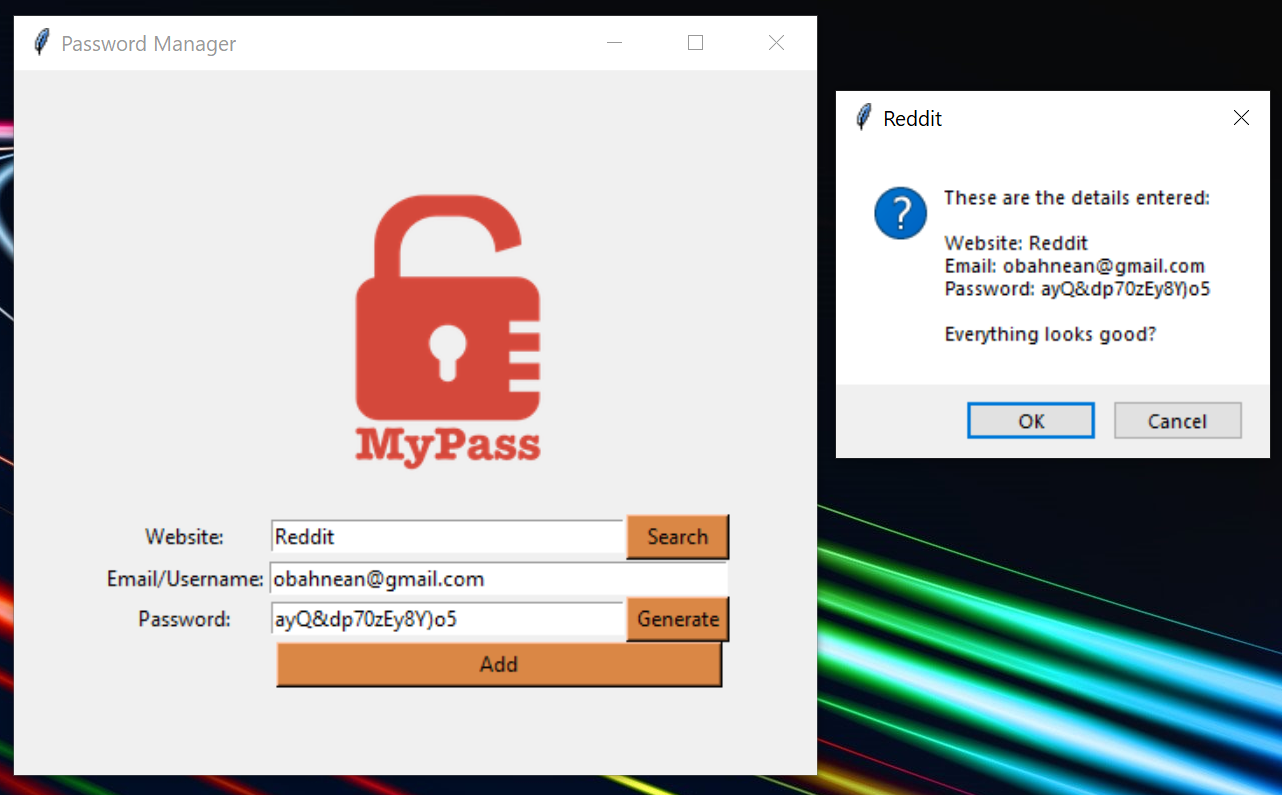 Password Manager
MyPass
Website: Reddit Search
Email/Username: obahnean@gmail.com
Password: ayQ&dp70zEy8Y)o5 Generate
Add
Reddit
These are the details entered:
Website: Reddit
Email: obahnean@gmail.com
Password: ayQ&dp70zEy8Y)o5
Everything looks good?
OK Cancel